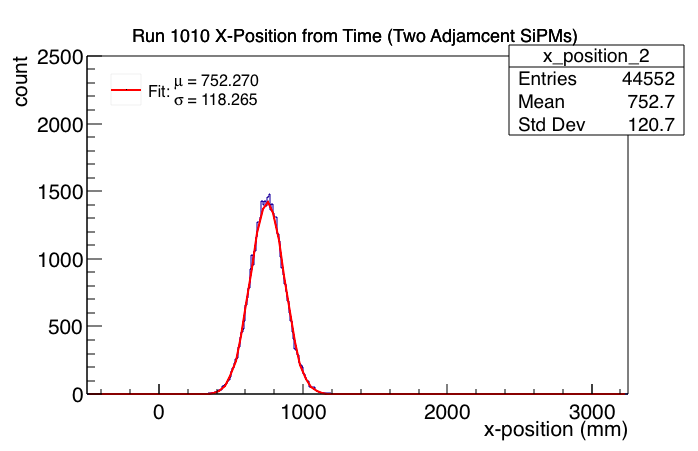 Run 1010 X-Position from Time (Two Adjamcent SiPMs)
x_position_2
Entries 44552
Mean 752.7
Std Dev 120.7
Fit: μ = 752.270
σ = 118.265
count
2500
2000
1500
1000
500
0
0 1000 2000 3000
x-position (mm)